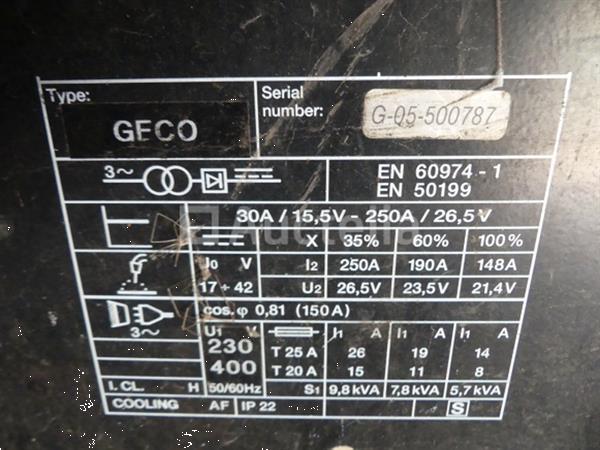 Type:
GECO
Serial
number:
G-05-500787
3~
EN 60974 - 1
EN 50199
30A / 15,5V - 250A / 26,5V
X 35% 60% 100%
U0 V I2 250A 190A 148A
17 ÷ 42 U2 26,5V 23,5V 21,4V
cos. φ 0,81 (150 A)
3~ U1 V I1 A I1 A I1 A
230 T 25 A 26 19 14
400 T 20 A 15 11 8
I. CL. H 50/60Hz S1 9,8 kVA 7,8 kVA 5,7 kVA
COOLING AF IP 22 S
Auctelia